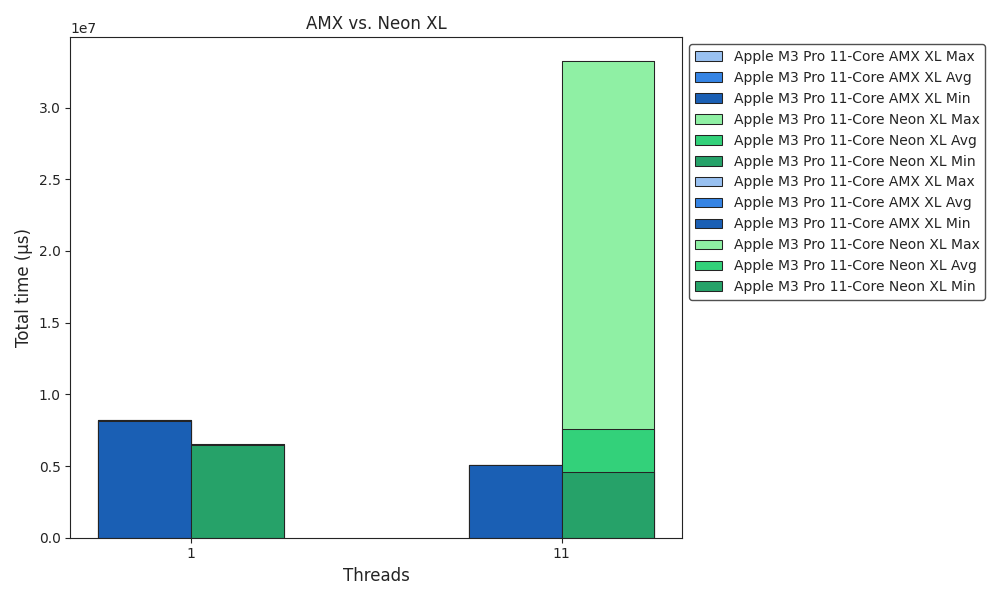 AMX vs. Neon XL
1e7
3.0
2.5
2.0
1.5
1.0
0.5
0.0
Total time (µs)
1
11
Threads
Apple M3 Pro 11-Core AMX XL Max
Apple M3 Pro 11-Core AMX XL Avg
Apple M3 Pro 11-Core AMX XL Min
Apple M3 Pro 11-Core Neon XL Max
Apple M3 Pro 11-Core Neon XL Avg
Apple M3 Pro 11-Core Neon XL Min
Apple M3 Pro 11-Core AMX XL Max
Apple M3 Pro 11-Core AMX XL Avg
Apple M3 Pro 11-Core AMX XL Min
Apple M3 Pro 11-Core Neon XL Max
Apple M3 Pro 11-Core Neon XL Avg
Apple M3 Pro 11-Core Neon XL Min